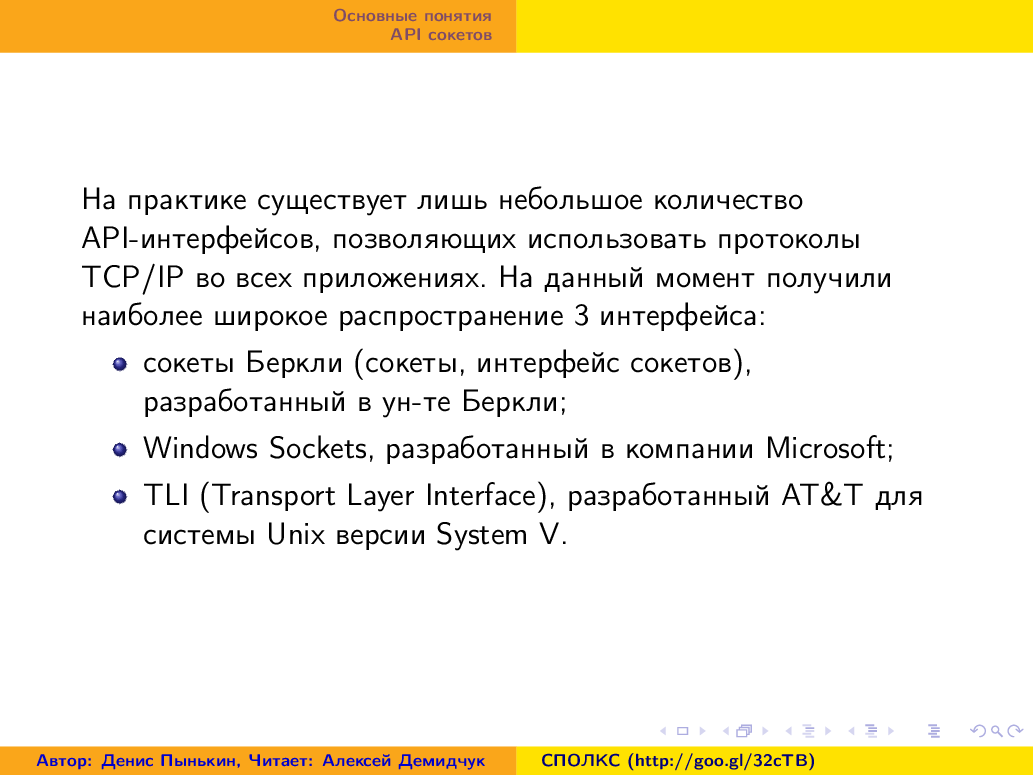 Основные понятия
API сокетов
На практике существует лишь небольшое количество
API-интерфейсов, позволяющих использовать протоколы
TCP/IP во всех приложениях. На данный момент получили
наиболее широкое распространение 3 интерфейса:
сокеты Беркли (сокеты, интерфейс сокетов),
разработанный в ун-те Беркли;
Windows Sockets, разработанный в компании Microsoft;
TLI (Transport Layer Interface), разработанный AT&T для
системы Unix версии System V.
Автор: Денис Пынькин, Читает: Алексей Демидчук
СПОЛКС (http://goo.gl/32cTB)